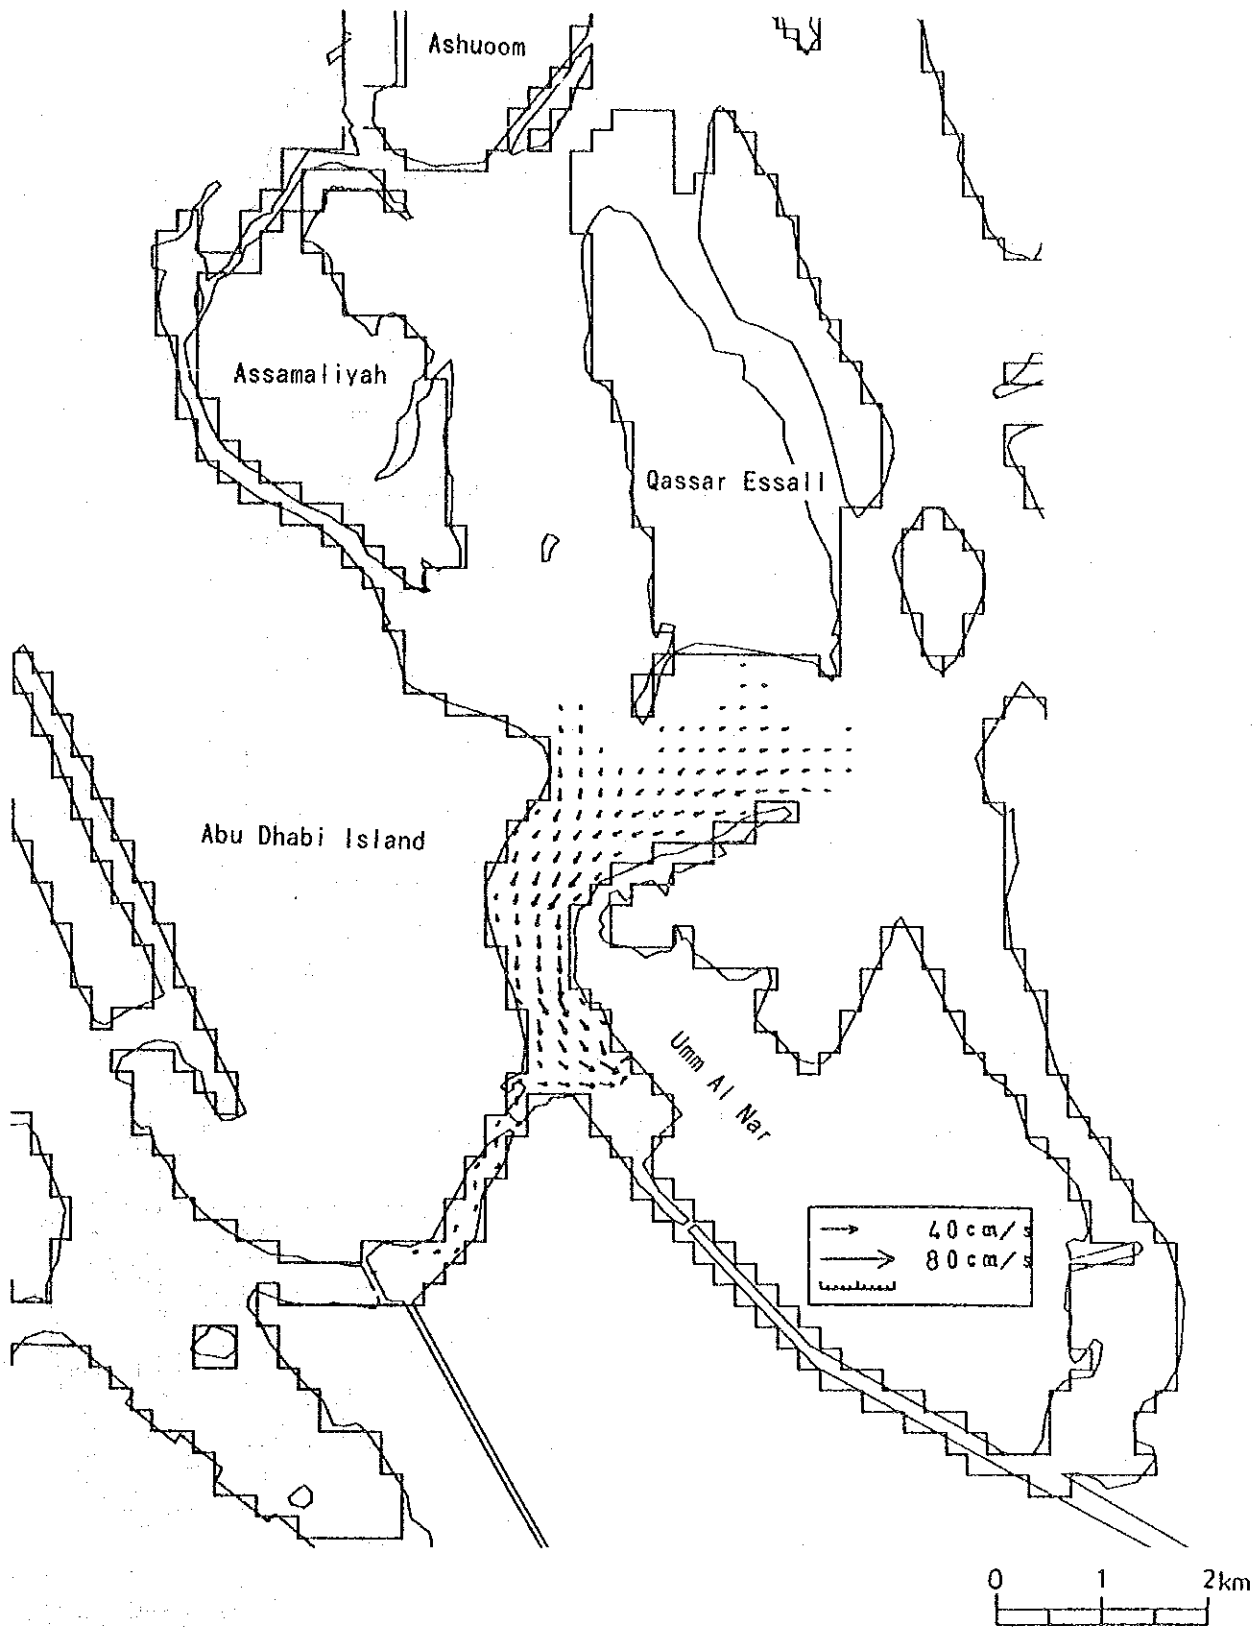 Ashuoom
Assamaliyah
Qassar Essall
Abu Dhabi Island
Umm Al Nar
40cm/s
80cm/s
0 1 2km